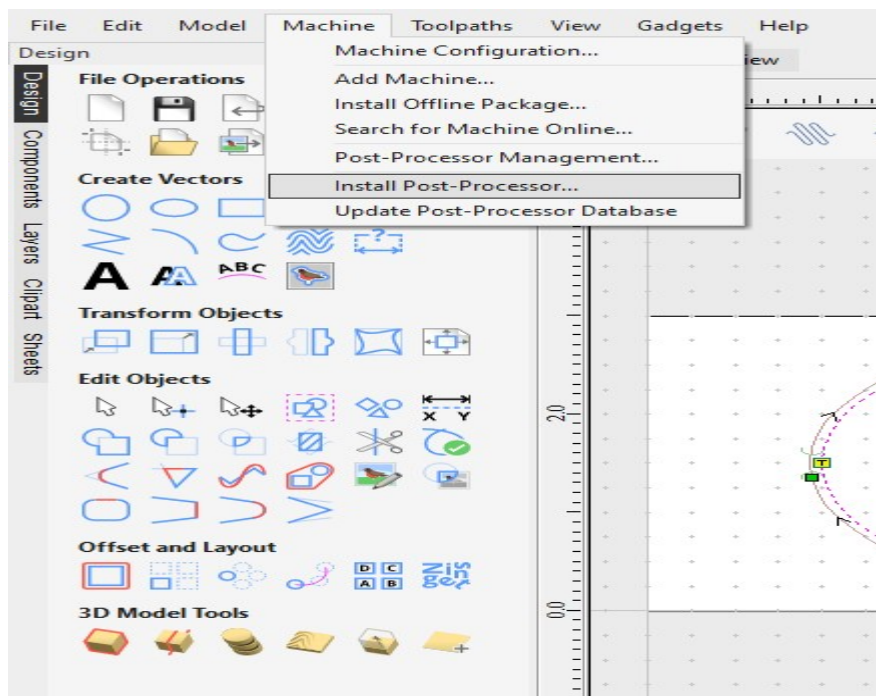 File Edit Model Machine Toolpaths View Gadgets Help
Design
Machine Configuration...
Add Machine...
Install Offline Package...
Search for Machine Online...
Post-Processor Management...
Install Post-Processor...
Update Post-Processor Database
Design
Components
Layers
Clipart
Sheets
File Operations
Create Vectors
A A ABC ?
Transform Objects
Edit Objects
X Y
Offset and Layout
D C
A B
3D Model Tools
2.0
0.0
T